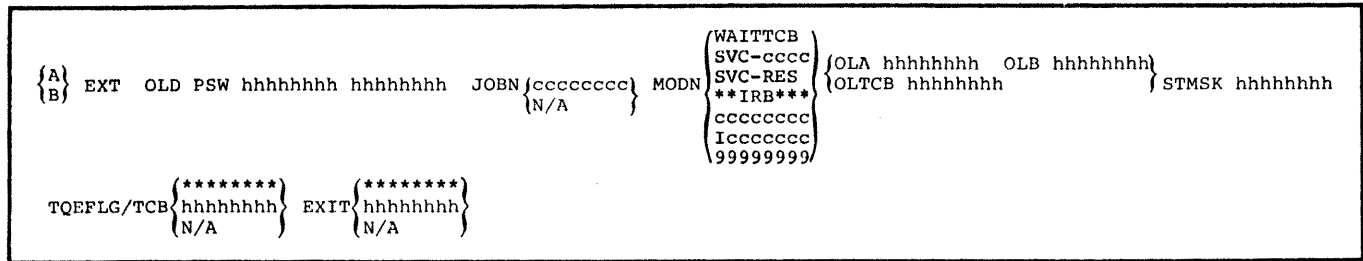 WAITTCB
SVC-cccc
{A EXT OLD PSW hhhhhhhh hhhhhhhh JOBN {cccccccc} MODN SVC-RES {OLA hhhhhhhh OLB hhhhhhhh} STMSK hhhhhhhh
B} N/A **IRB*** OLTCB hhhhhhhh
cccccccc
Iccccccc
99999999
******** ********
TQEFLG/TCB {hhhhhhhh} EXIT {hhhhhhhh}
N/A N/A